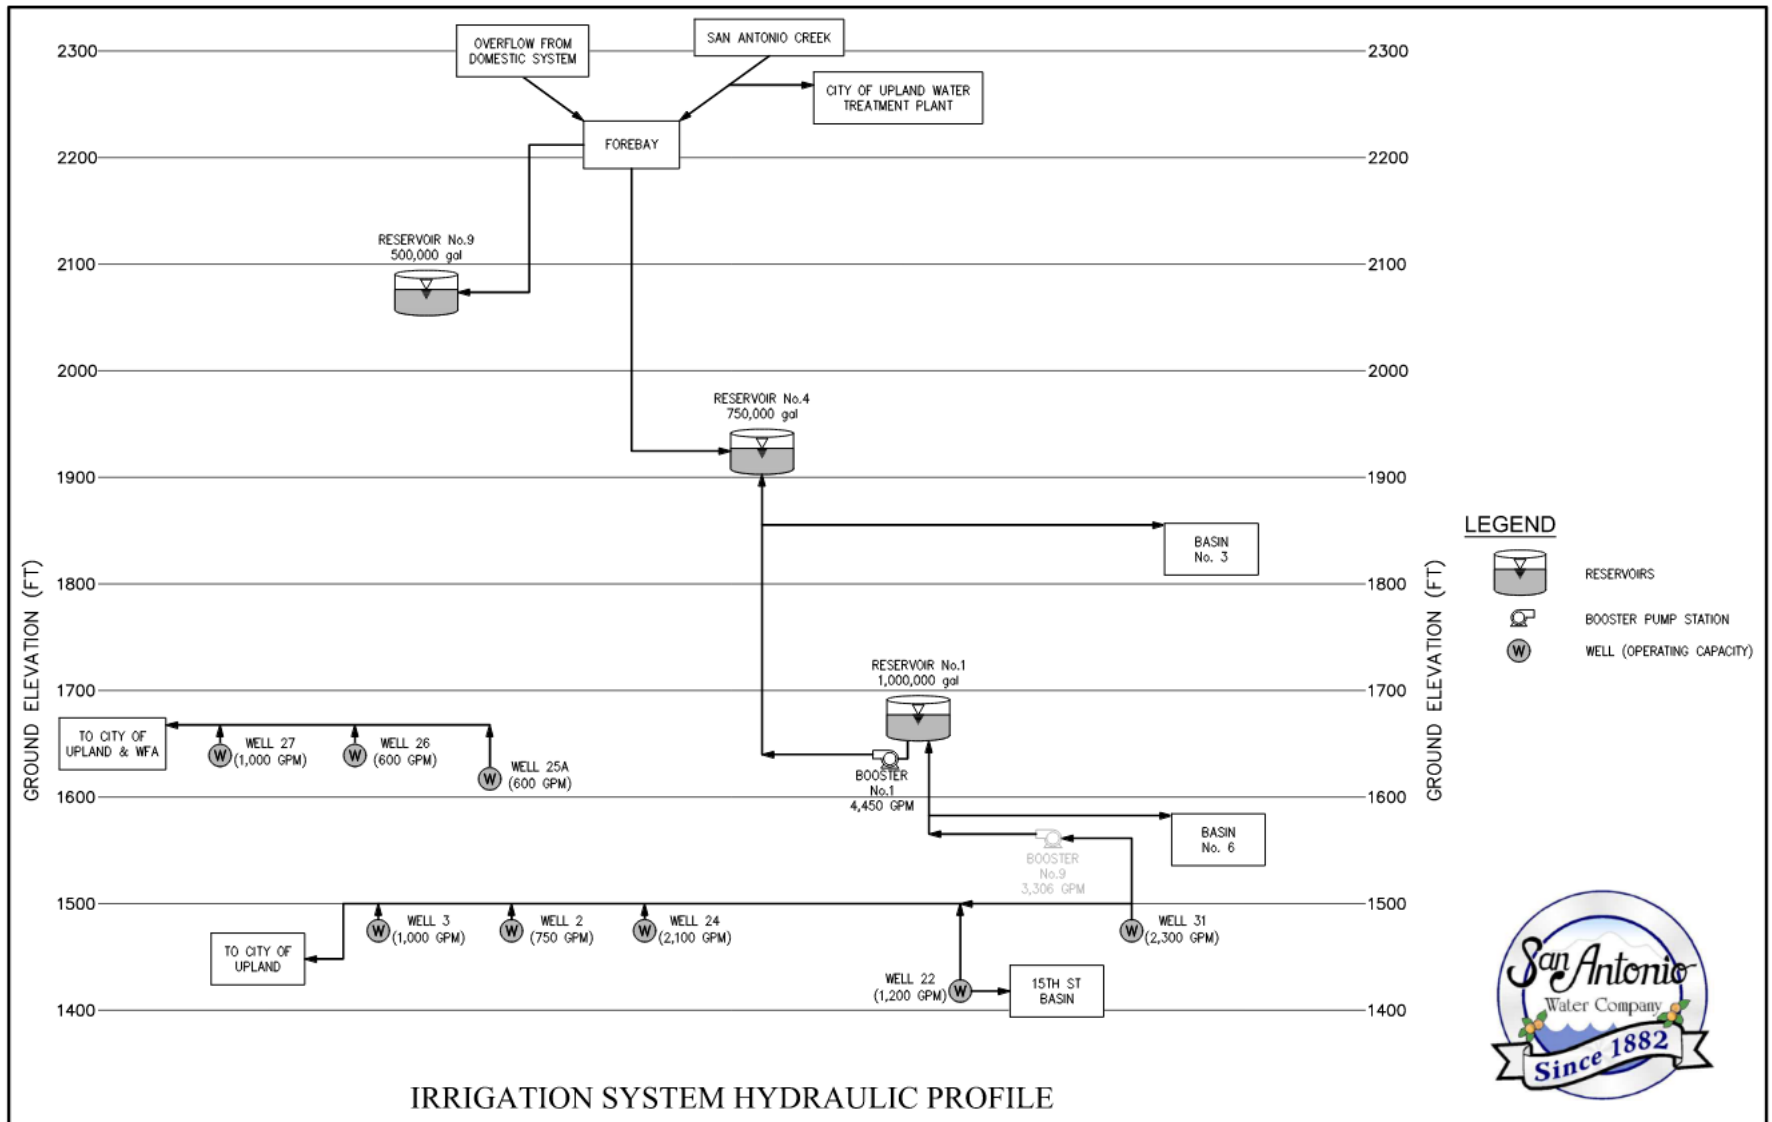 OVERFLOW FROM
DOMESTIC SYSTEM
SAN ANTONIO CREEK
2300
2300
CITY OF UPLAND WATER
TREATMENT PLANT
FOREBAY
2200
2200
RESERVOIR No.9
500,000 gal
2100
2100
2000
2000
RESERVOIR No.4
750,000 gal
1900
1900
BASIN
No. 3
1800
1800
GROUND ELEVATION (FT)
GROUND ELEVATION (FT)
LEGEND
RESERVOIRS
BOOSTER PUMP STATION
WELL (OPERATING CAPACITY)
W
RESERVOIR No.1
1,000,000 gal
1700
1700
TO CITY OF
UPLAND & WFA
W
WELL 27
(1,000 GPM)
W
WELL 26
(600 GPM)
W
WELL 25A
(600 GPM)
BOOSTER
No.1
4,450 GPM
1600
1600
BASIN
No. 6
BOOSTER
No.9
3,306 GPM
1500
1500
W
WELL 3
(1,000 GPM)
W
WELL 2
(750 GPM)
W
WELL 24
(2,100 GPM)
W
WELL 31
(2,300 GPM)
TO CITY OF
UPLAND
WELL 22
(1,200 GPM)
W
15TH ST
BASIN
1400
1400
San Antonio
Water Company
Since 1882
IRRIGATION SYSTEM HYDRAULIC PROFILE